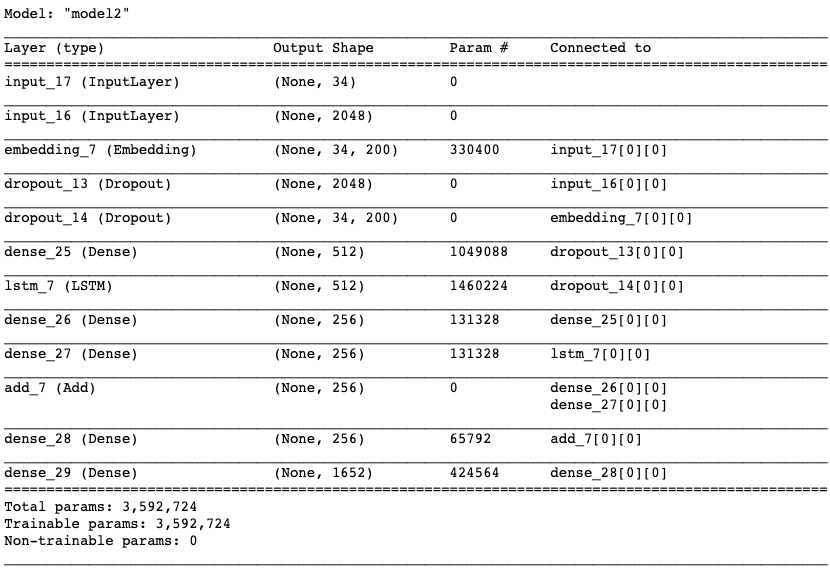 Model: "model2"
Layer (type) Output Shape Param # Connected to
input_17 (InputLayer) (None, 34) 0
input_16 (InputLayer) (None, 2048) 0
embedding_7 (Embedding) (None, 34, 200) 330400 input_17[0][0]
dropout_13 (Dropout) (None, 2048) 0 input_16[0][0]
dropout_14 (Dropout) (None, 34, 200) 0 embedding_7[0][0]
dense_25 (Dense) (None, 512) 1049088 dropout_13[0][0]
lstm_7 (LSTM) (None, 512) 1460224 dropout_14[0][0]
dense_26 (Dense) (None, 256) 131328 dense_25[0][0]
dense_27 (Dense) (None, 256) 131328 lstm_7[0][0]
add_7 (Add) (None, 256) 0 dense_26[0][0]
dense_27[0][0]
dense_28 (Dense) (None, 256) 65792 add_7[0][0]
dense_29 (Dense) (None, 1652) 424564 dense_28[0][0]
Total params: 3,592,724
Trainable params: 3,592,724
Non-trainable params: 0